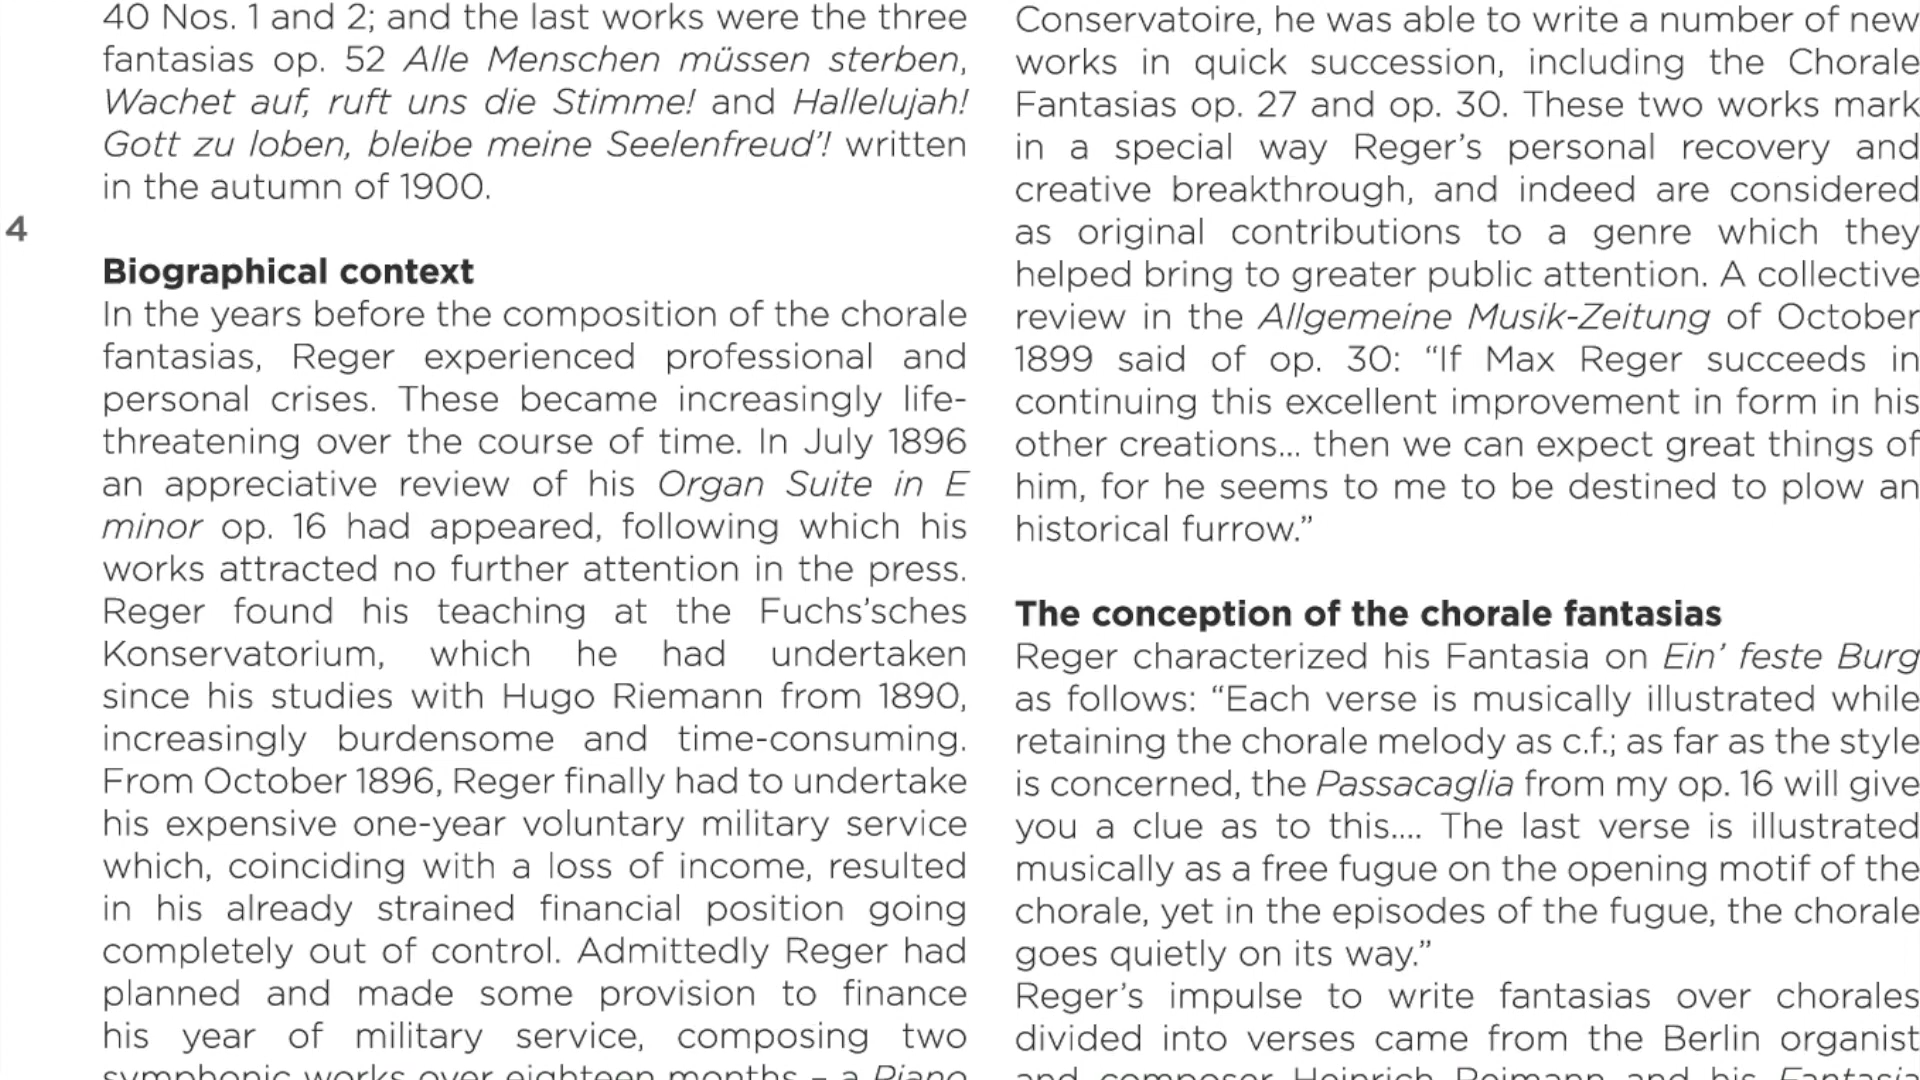 40 Nos. 1 and 2; and the last works were the three
fantasias op. 52 Alle Menschen müssen sterben,
Wachet auf, ruft uns die Stimme! and Hallelujah!
Gott zu loben, bleibe meine Seelenfreud’! written
in the autumn of 1900.
4
Biographical context
In the years before the composition of the chorale
fantasias, Reger experienced professional and
personal crises. These became increasingly life-
threatening over the course of time. In July 1896
an appreciative review of his Organ Suite in E
minor op. 16 had appeared, following which his
works attracted no further attention in the press.
Reger found his teaching at the Fuchs’sches
Konservatorium, which he had undertaken
since his studies with Hugo Riemann from 1890,
increasingly burdensome and time-consuming.
From October 1896, Reger finally had to undertake
his expensive one-year voluntary military service
which, coinciding with a loss of income, resulted
in his already strained financial position going
completely out of control. Admittedly Reger had
planned and made some provision to finance
his year of military service, composing two
symphonic works over eighteen months – a Piano
Conservatoire, he was able to write a number of new
works in quick succession, including the Chorale
Fantasias op. 27 and op. 30. These two works mark
in a special way Reger’s personal recovery and
creative breakthrough, and indeed are considered
as original contributions to a genre which they
helped bring to greater public attention. A collective
review in the Allgemeine Musik-Zeitung of October
1899 said of op. 30: “If Max Reger succeeds in
continuing this excellent improvement in form in his
other creations... then we can expect great things of
him, for he seems to me to be destined to plow an
historical furrow.”
The conception of the chorale fantasias
Reger characterized his Fantasia on Ein’ feste Burg
as follows: “Each verse is musically illustrated while
retaining the chorale melody as c.f.; as far as the style
is concerned, the Passacaglia from my op. 16 will give
you a clue as to this.... The last verse is illustrated
musically as a free fugue on the opening motif of the
chorale, yet in the episodes of the fugue, the chorale
goes quietly on its way.”
Reger’s impulse to write fantasias over chorales
divided into verses came from the Berlin organist
and composer Heinrich Reimann and his Fantasia